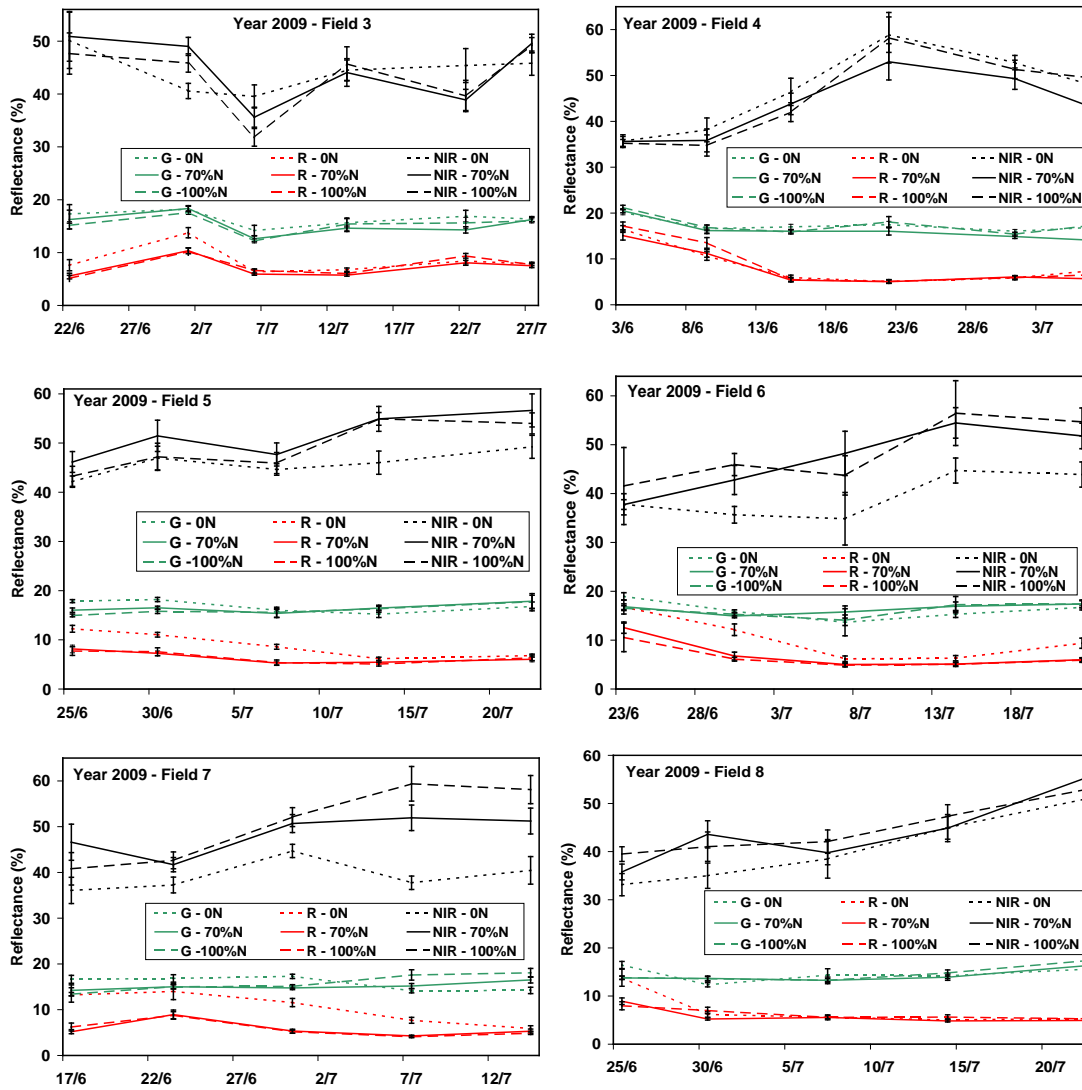 Year 2009 - Field 3
Reflectance (%)
50
40
30
20
10
0
G - 0N R - 0N NIR - 0N
G - 70%N R - 70%N NIR - 70%N
G -100%N R - 100%N NIR - 100%N
22/6 27/6 2/7 7/7 12/7 17/7 22/7 27/7
Year 2009 - Field 4
Reflectance (%)
60
50
40
30
20
10
0
G - 0N R - 0N NIR - 0N
G - 70%N R - 70%N NIR - 70%N
G -100%N R - 100%N NIR - 100%N
3/6 8/6 13/6 18/6 23/6 28/6 3/7
Year 2009 - Field 5
Reflectance (%)
60
50
40
30
20
10
0
G - 0N R - 0N NIR - 0N
G - 70%N R - 70%N NIR - 70%N
G -100%N R - 100%N NIR - 100%N
25/6 30/6 5/7 10/7 15/7 20/7
Year 2009 - Field 6
Reflectance (%)
60
50
40
30
20
10
0
G - 0N R - 0N NIR - 0N
G - 70%N R - 70%N NIR - 70%N
G -100%N R - 100%N NIR - 100%N
23/6 28/6 3/7 8/7 13/7 18/7
Year 2009 - Field 7
Reflectance (%)
60
50
40
30
20
10
0
G - 0N R - 0N NIR - 0N
G - 70%N R - 70%N NIR - 70%N
G -100%N R - 100%N NIR - 100%N
17/6 22/6 27/6 2/7 7/7 12/7
Year 2009 - Field 8
Reflectance (%)
60
50
40
30
20
10
0
G - 0N R - 0N NIR - 0N
G - 70%N R - 70%N NIR - 70%N
G -100%N R - 100%N NIR - 100%N
25/6 30/6 5/7 10/7 15/7 20/7